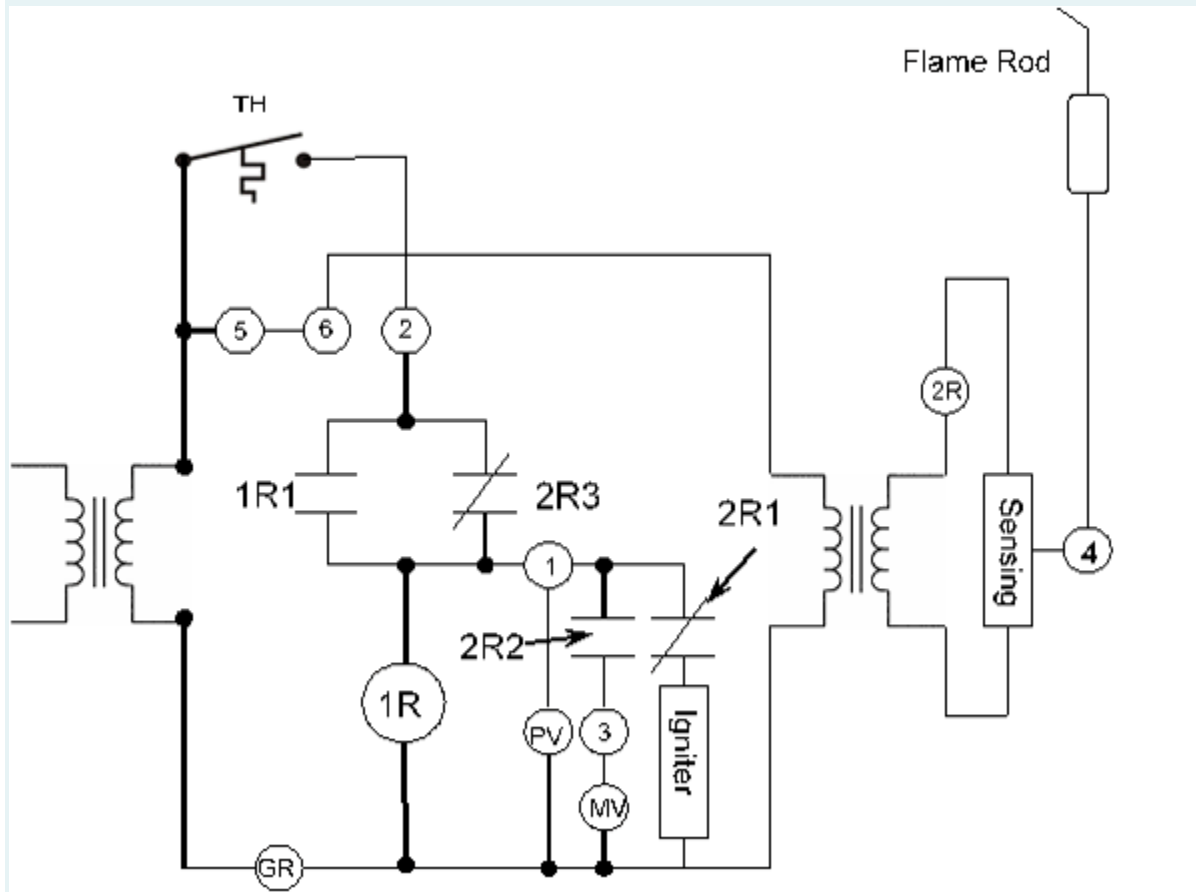 Flame Rod
TH
5
6
2
2R
1R1
2R3
2R1
Sensing
4
1
2R2
1R
PV
3
Igniter
MV
GR